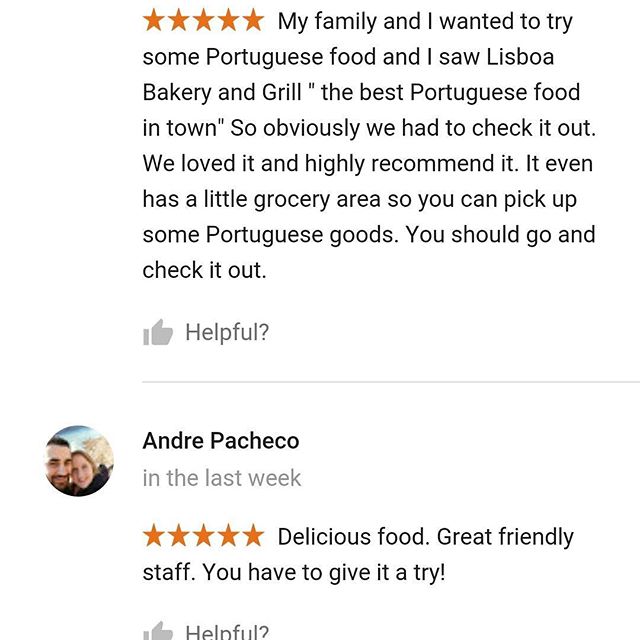 ★★★★★ My family and I wanted to try
some Portuguese food and I saw Lisboa
Bakery and Grill " the best Portuguese food
in town" So obviously we had to check it out.
We loved it and highly recommend it. It even
has a little grocery area so you can pick up
some Portuguese goods. You should go and
check it out.
Helpful?
Andre Pacheco
in the last week
★★★★★ Delicious food. Great friendly
staff. You have to give it a try!
Helpful?